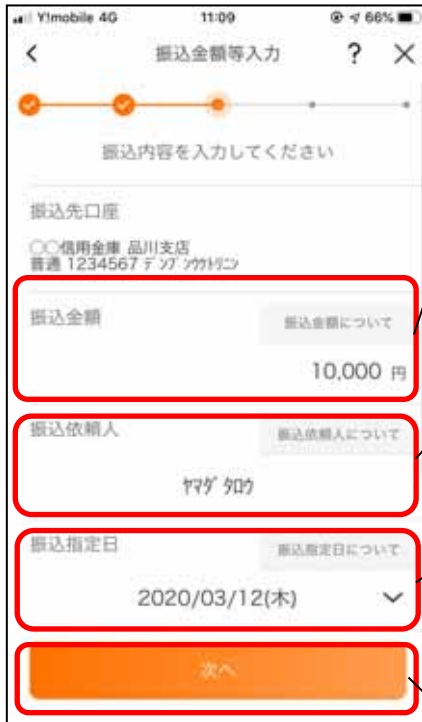 Y!mobile 4G 11:09 66%
振込金額等入力 ?
振込内容を入力してください
振込先口座
○○信用金庫 品川支店
普通 1234567 デンブンウケトリニン
振込金額 振込金額について
10,000 円
振込依頼人 振込依頼人について
ヤマダ タロウ
振込指定日 振込指定日について
2020/03/12(木)
次へ